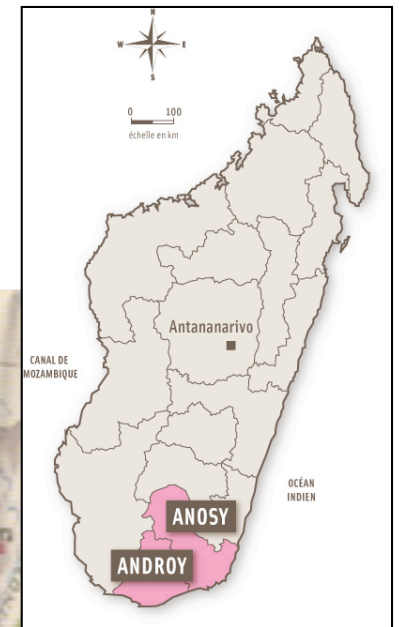 N
W E
S
0 100
échelle en km
Antananarivo
CANAL DE
MOZAMBIQUE
OCÉAN
INDIEN
ANOSY
ANDROY